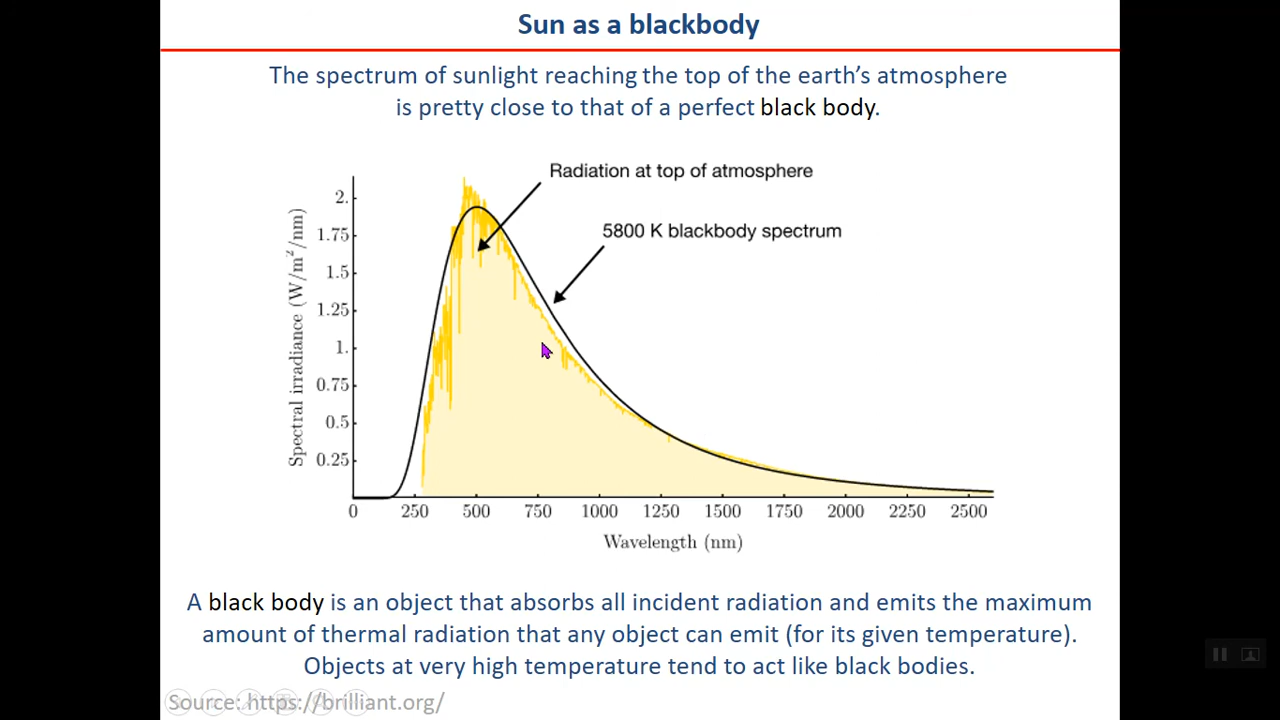 Sun as a blackbody
The spectrum of sunlight reaching the top of the earth's atmosphere
is pretty close to that of a perfect black body.
Radiation at top of atmosphere
5800 K blackbody spectrum
Spectral irradiance (W/m²/nm)
2.
1.75
1.5
1.25
1.
0.75
0.5
0.25
0 250 500 750 1000 1250 1500 1750 2000 2250 2500
Wavelength (nm)
A black body is an object that absorbs all incident radiation and emits the maximum
amount of thermal radiation that any object can emit (for its given temperature).
Objects at very high temperature tend to act like black bodies.
Source: https://brilliant.org/